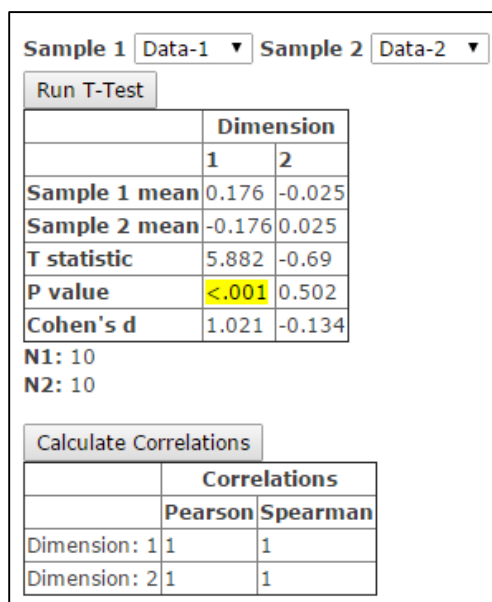 Sample 1 Data-1 ▼ Sample 2 Data-2 ▼
Run T-Test
Dimension
1 2
Sample 1 mean 0.176 -0.025
Sample 2 mean -0.176 0.025
T statistic 5.882 -0.69
P value <.001 0.502
Cohen's d 1.021 -0.134
N1: 10
N2: 10
Calculate Correlations
Correlations
Pearson Spearman
Dimension: 1 1 1
Dimension: 2 1 1